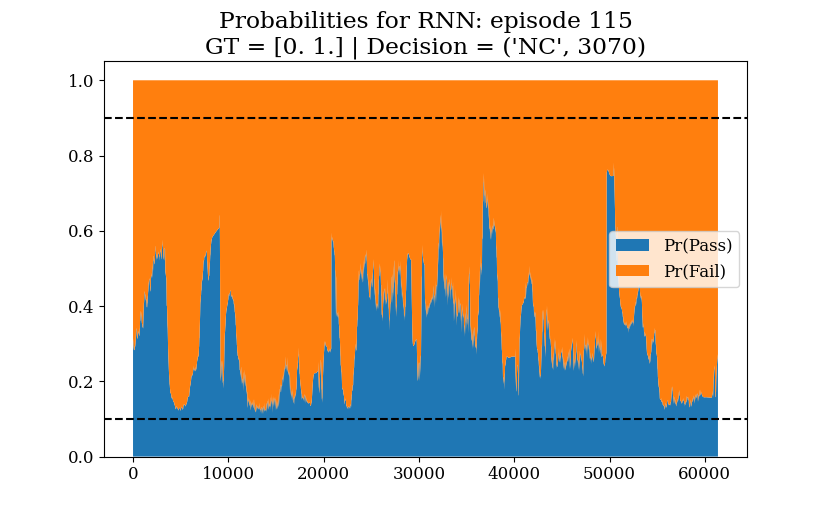 Probabilities for RNN: episode 115
GT = [0. 1.] | Decision = ('NC', 3070)
1.0
0.8
0.6
0.4
0.2
0.0
Pr(Pass)
Pr(Fail)
0 10000 20000 30000 40000 50000 60000